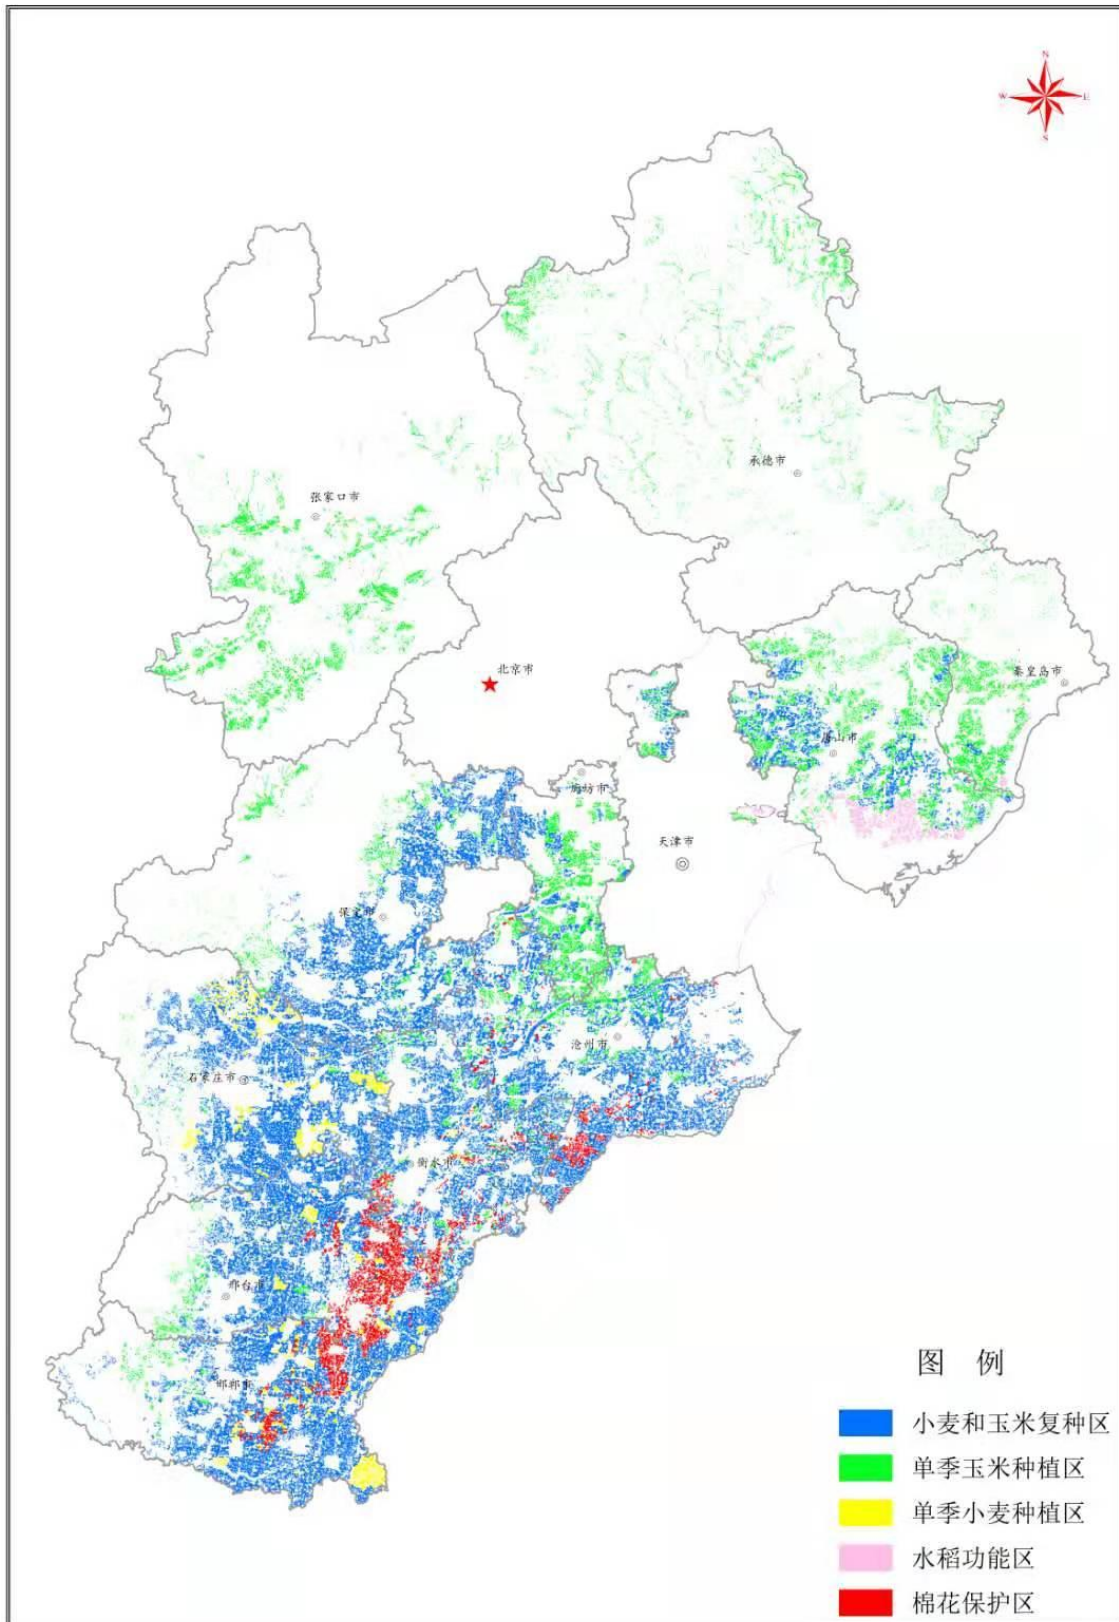 N
W
E
S
承德市
张家口市
北京市
秦皇岛市
唐山市
廊坊市
天津市
保定市
沧州市
石家庄市
衡水市
邢台市
邯郸市
图 例
小麦和玉米复种区
单季玉米种植区
单季小麦种植区
水稻功能区
棉花保护区